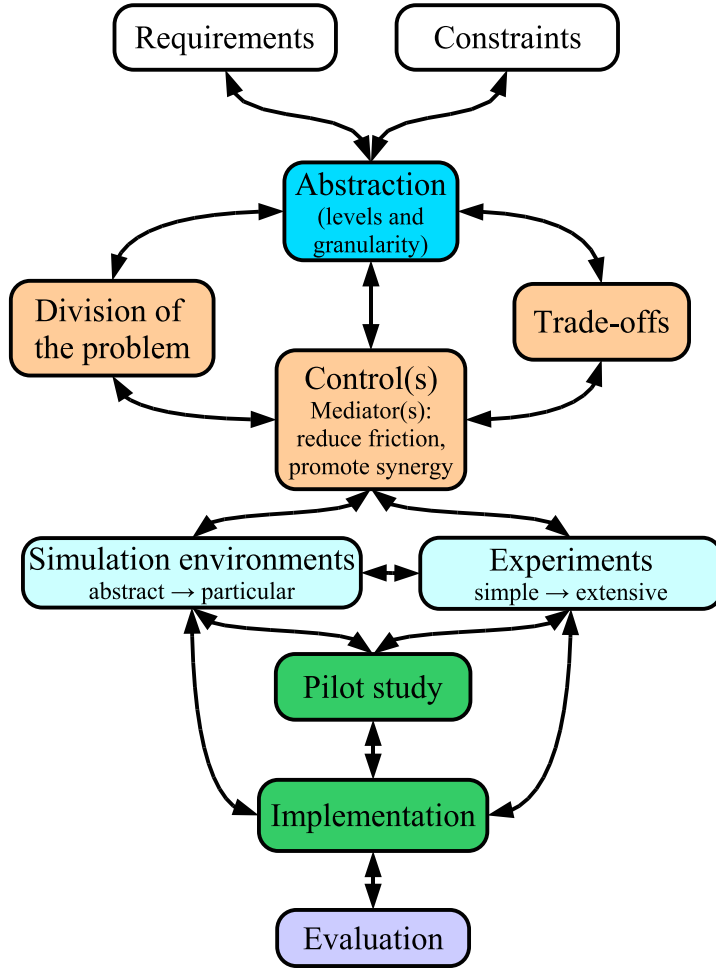 Requirements
Constraints
Abstraction
(levels and
granularity)
Division of
the problem
Trade-offs
Control(s)
Mediator(s):
reduce friction,
promote synergy
Simulation environments
abstract → particular
Experiments
simple → extensive
Pilot study
Implementation
Evaluation